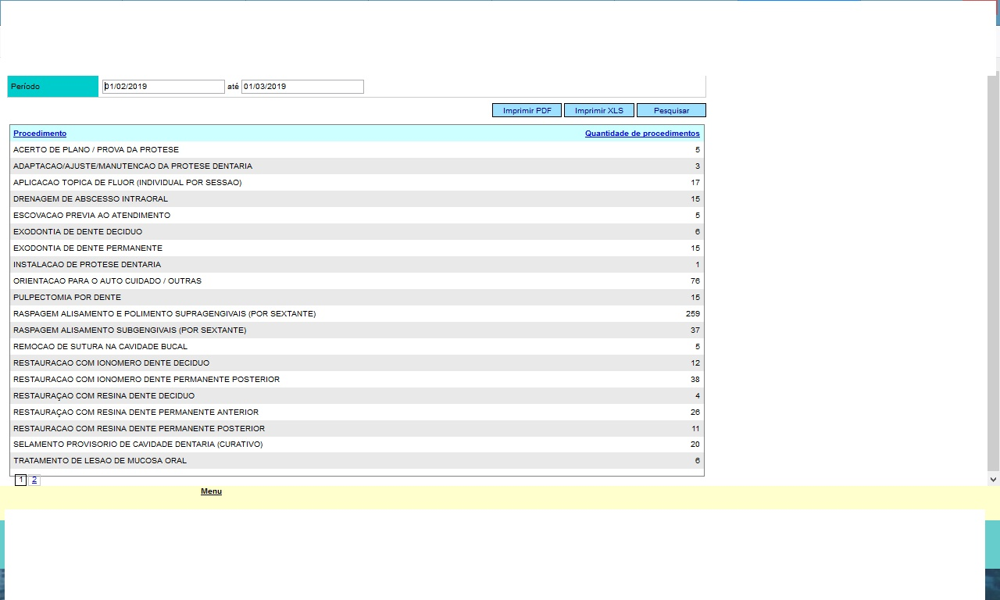 Período 01/02/2019 até 01/03/2019
Imprimir PDF Imprimir XLS Pesquisar
Procedimento Quantidade de procedimentos
ACERTO DE PLANO / PROVA DA PROTESE 5
ADAPTACAO/AJUSTE/MANUTENCAO DA PROTESE DENTARIA 3
APLICACAO TOPICA DE FLUOR (INDIVIDUAL POR SESSAO) 17
DRENAGEM DE ABSCESSO INTRAORAL 15
ESCOVACAO PREVIA AO ATENDIMENTO 5
EXODONTIA DE DENTE DECIDUO 6
EXODONTIA DE DENTE PERMANENTE 15
INSTALACAO DE PROTESE DENTARIA 1
ORIENTACAO PARA O AUTO CUIDADO / OUTRAS 76
PULPECTOMIA POR DENTE 15
RASPAGEM ALISAMENTO E POLIMENTO SUPRAGENGIVAIS (POR SEXTANTE) 259
RASPAGEM ALISAMENTO SUBGENGIVAIS (POR SEXTANTE) 37
REMOCAO DE SUTURA NA CAVIDADE BUCAL 5
RESTAURACAO COM IONOMERO DENTE DECIDUO 12
RESTAURACAO COM IONOMERO DENTE PERMANENTE POSTERIOR 38
RESTAURAÇAO COM RESINA DENTE DECIDUO 4
RESTAURAÇAO COM RESINA DENTE PERMANENTE ANTERIOR 26
RESTAURACAO COM RESINA DENTE PERMANENTE POSTERIOR 11
SELAMENTO PROVISORIO DE CAVIDADE DENTARIA (CURATIVO) 20
TRATAMENTO DE LESAO DE MUCOSA ORAL 6
1 2
Menu